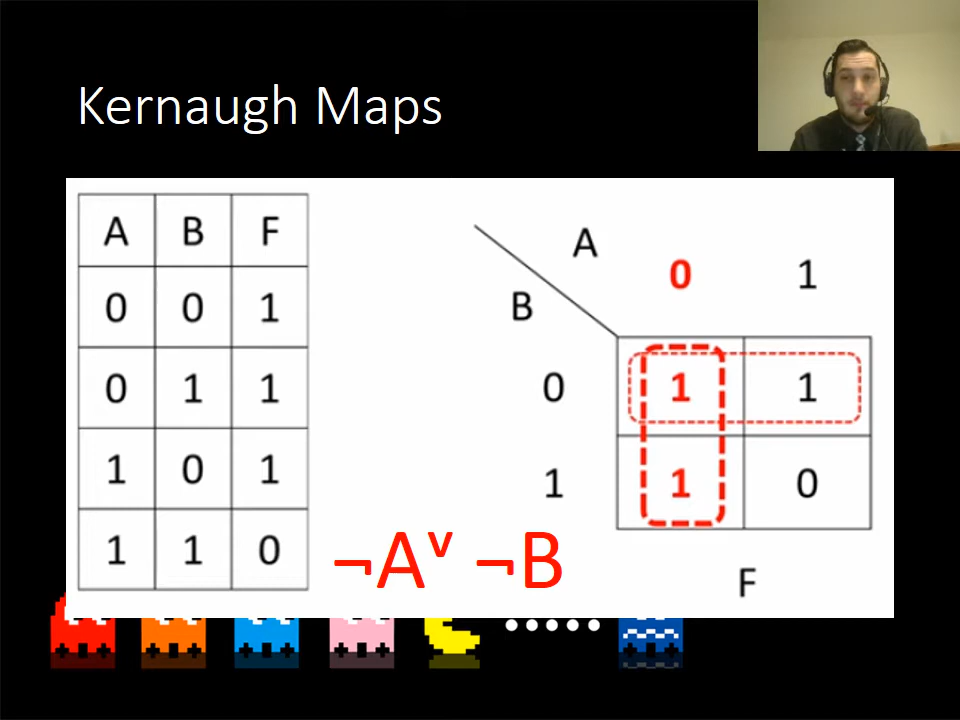 Kernaugh Maps
A B F
0 0 1
0 1 1
1 0 1
1 1 0
A
B
0 1
0 1 1
1 1 0
F
¬A˅ ¬B